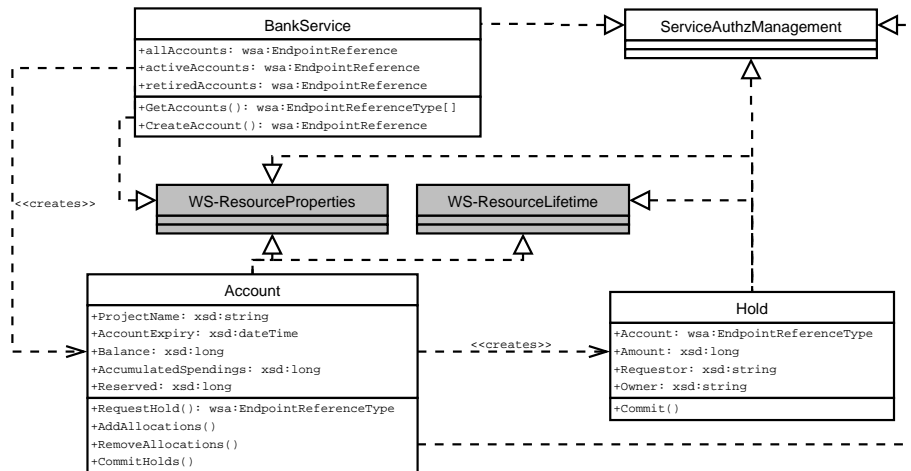 BankService
+allAccounts: wsa:EndpointReference
+activeAccounts: wsa:EndpointReference
+retiredAccounts: wsa:EndpointReference
+GetAccounts(): wsa:EndpointReferenceType[]
+CreateAccount(): wsa:EndpointReference
ServiceAuthzManagement
<<creates>>
WS-ResourceProperties
WS-ResourceLifetime
Account
+ProjectName: xsd:string
+AccountExpiry: xsd:dateTime
+Balance: xsd:long
+AccumulatedSpendings: xsd:long
+Reserved: xsd:long
+RequestHold(): wsa:EndpointReferenceType
+AddAllocations()
+RemoveAllocations()
+CommitHolds()
<<creates>>
Hold
+Account: wsa:EndpointReferenceType
+Amount: xsd:long
+Requestor: xsd:string
+Owner: xsd:string
+Commit()